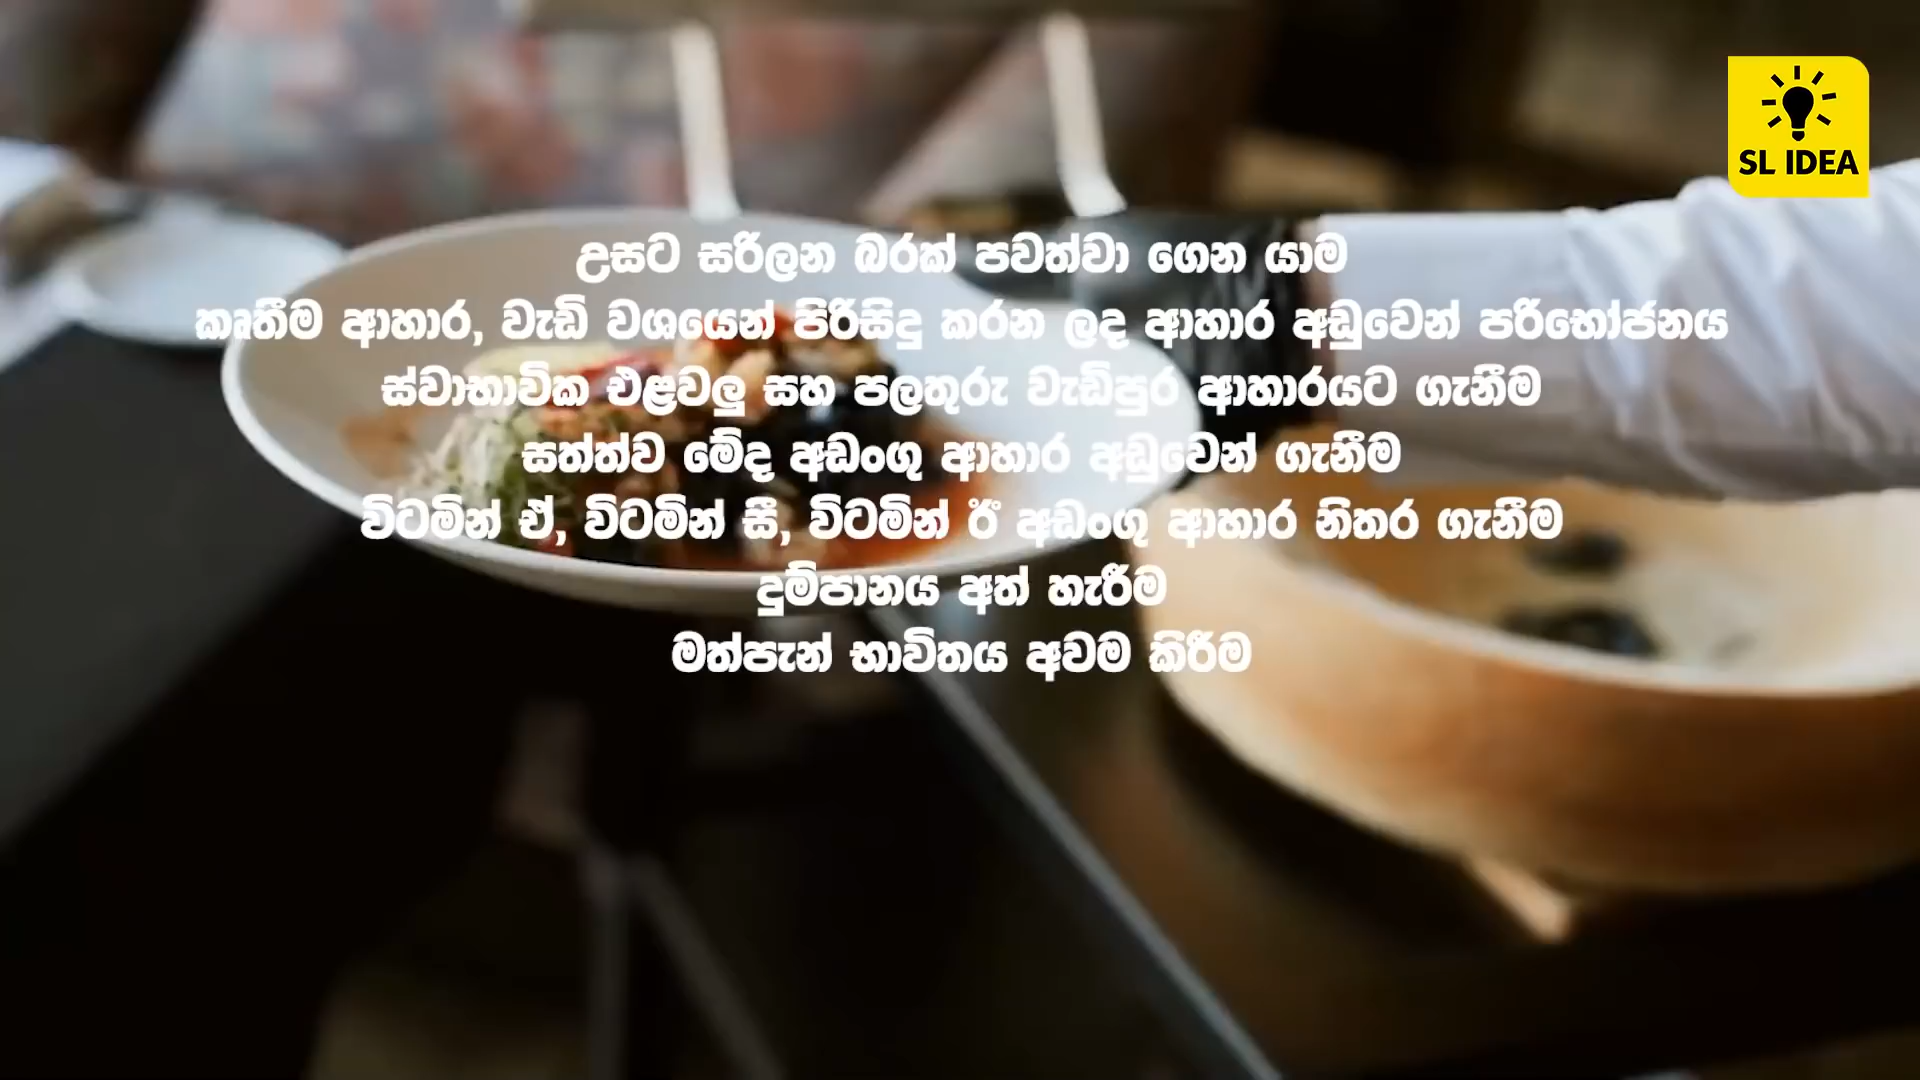 SL IDEA
උසට සරිලන බරක් පවත්වා ගෙන යාම
කෘතීම ආහාර, වැඩි වශයෙන් පිරිසිදු කරන ලද ආහාර අඩුවෙන් පරිභෝජනය
ස්වාභාවික එළවලු සහ පලතුරු වැඩිපුර ආහාරයට ගැනීම
සත්ත්ව මේද අඩංගු ආහාර අඩුවෙන් ගැනීම
විටමින් ඒ, විටමින් සී, විටමින් ඊ අඩංගු ආහාර නිතර ගැනීම
දුම්පානය අත් හැරීම
මත්පැන් භාවිතය අවම කිරීම